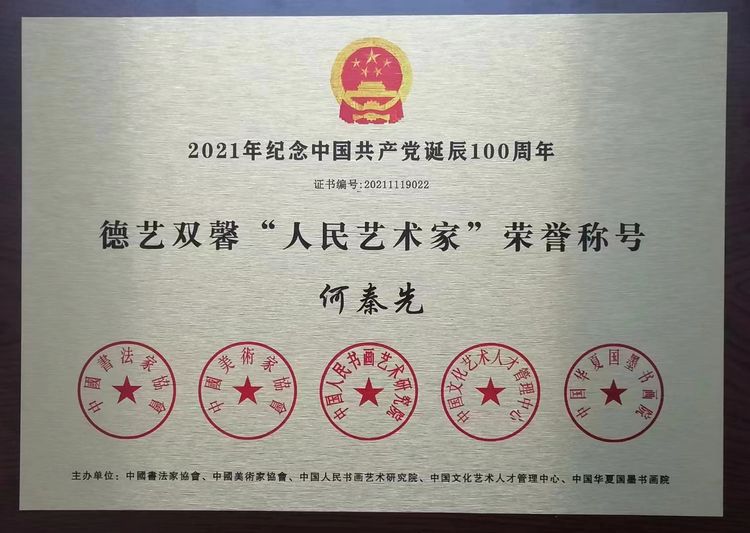 2021年纪念中国共产党诞辰100周年
证书编号:20211119022
德艺双馨“人民艺术家”荣誉称号
何秦先
中國書法家協會
中國美術家協會
中国人民书画艺术研究院
中国文化艺术人才管理中心
中国华夏国墨书画院
主办单位：中國書法家協會、中國美術家協會、中国人民书画艺术研究院、中国文化艺术人才管理中心、中国华夏国墨书画院